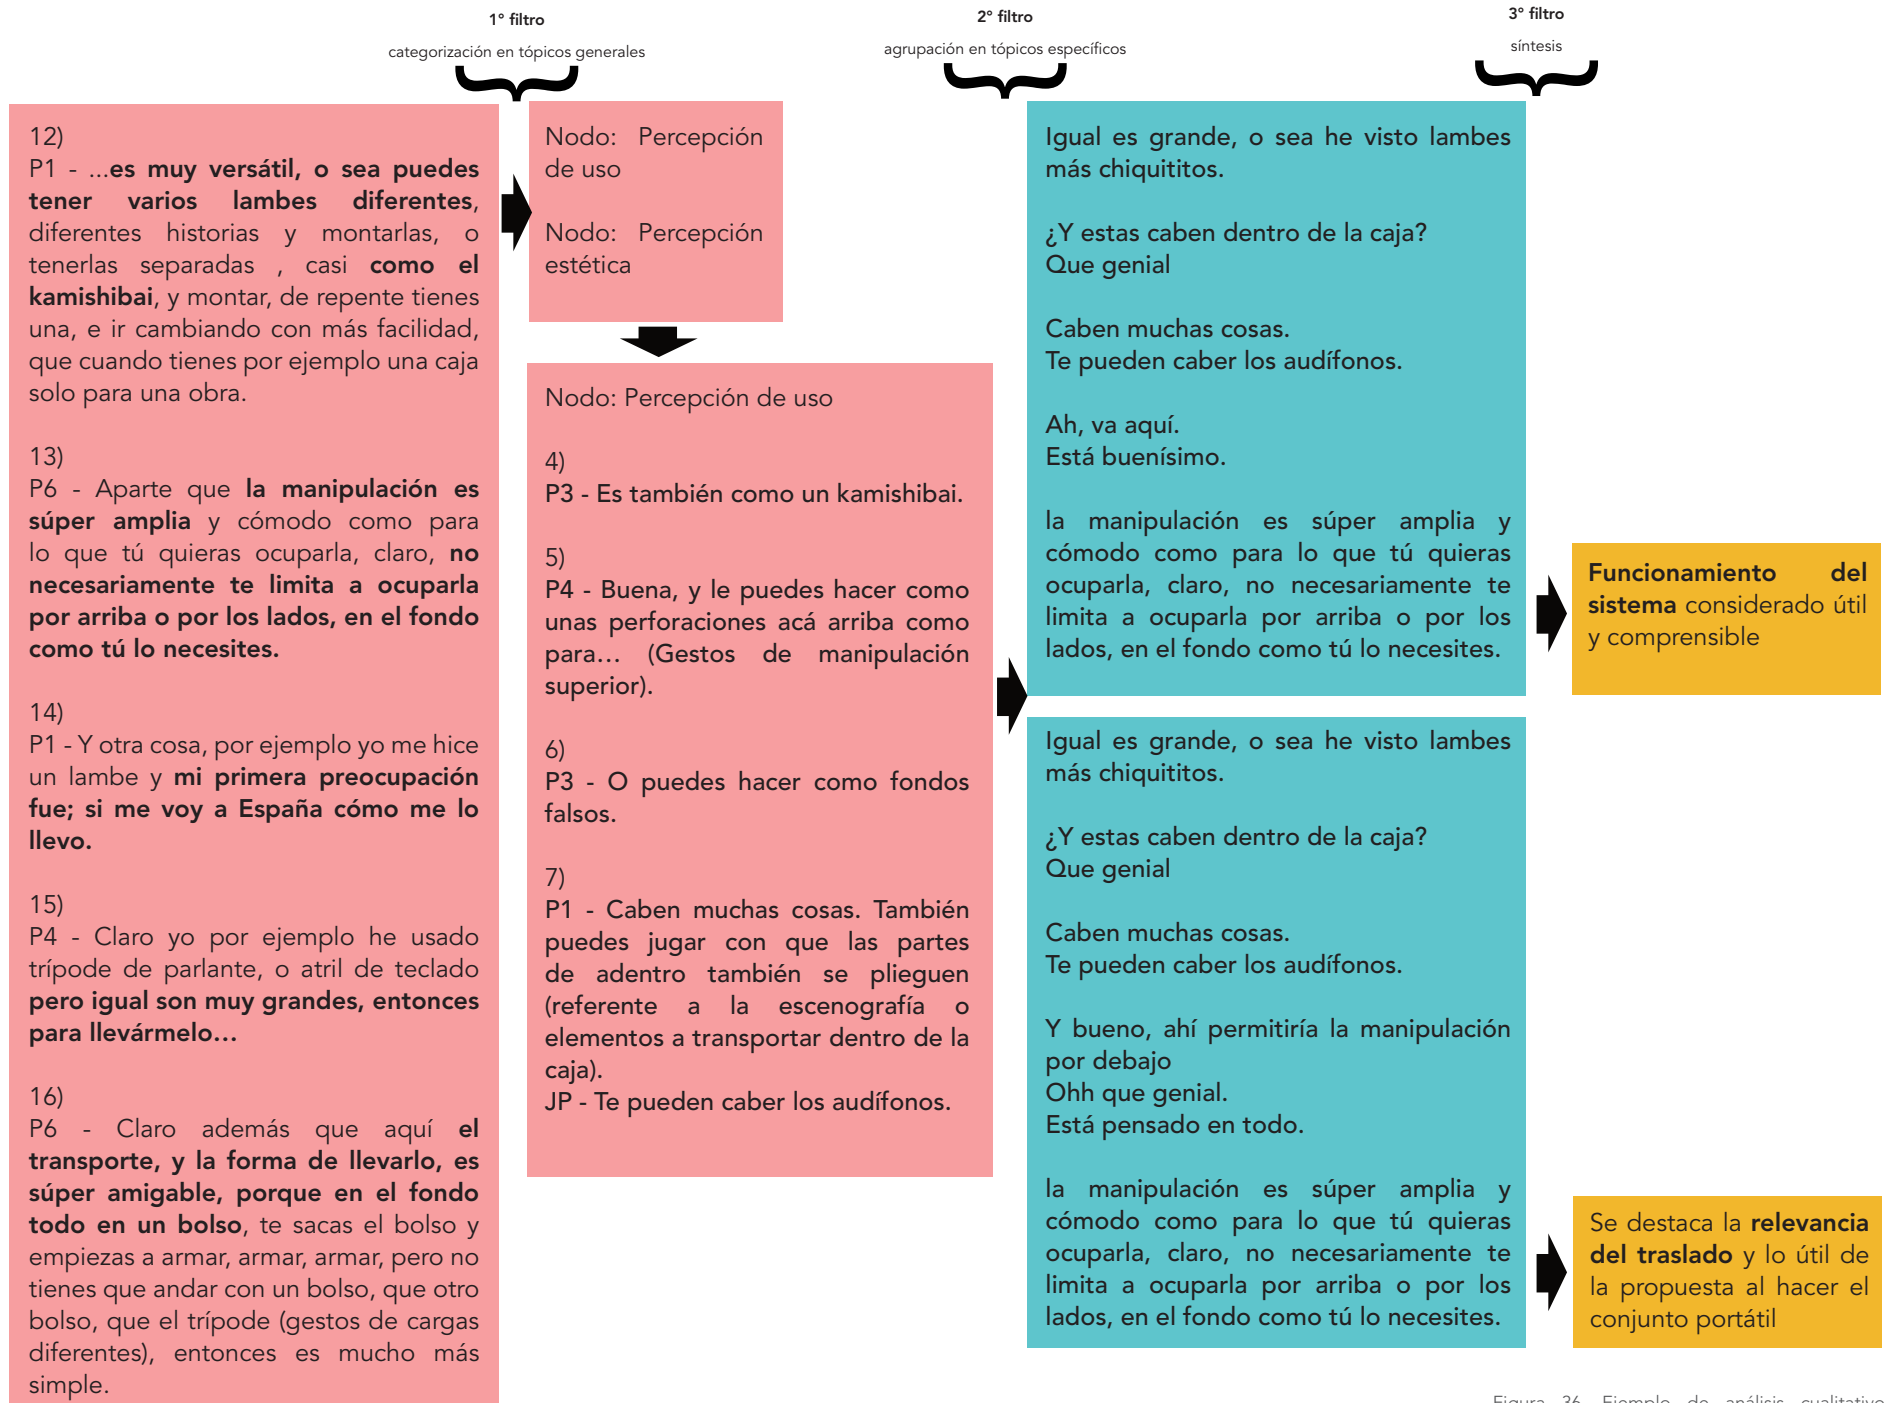 1° filtro
categorización en tópicos generales
2° filtro
agrupación en tópicos específicos
3° filtro
síntesis
12)
P1 - ...es muy versátil, o sea puedes
tener varios lambes diferentes,
diferentes historias y montarlas, o
tenerlas separadas , casi como el
kamishibai, y montar, de repente tienes
una, e ir cambiando con más facilidad,
que cuando tienes por ejemplo una caja
solo para una obra.
13)
P6 - Aparte que la manipulación es
súper amplia y cómodo como para
lo que tú quieras ocuparla, claro, no
necesariamente te limita a ocuparla
por arriba o por los lados, en el fondo
como tú lo necesites.
14)
P1 - Y otra cosa, por ejemplo yo me hice
un lambe y mi primera preocupación
fue; si me voy a España cómo me lo
llevo.
15)
P4 - Claro yo por ejemplo he usado
trípode de parlante, o atril de teclado
pero igual son muy grandes, entonces
para llevármelo...
16)
P6 - Claro además que aquí el
transporte, y la forma de llevarlo, es
súper amigable, porque en el fondo
todo en un bolso, te sacas el bolso y
empiezas a armar, armar, armar, pero no
tienes que andar con un bolso, que otro
bolso, que el trípode (gestos de cargas
diferentes), entonces es mucho más
simple.
Nodo: Percepción
de uso
Nodo: Percepción
estética
Nodo: Percepción de uso
4)
P3 - Es también como un kamishibai.
5)
P4 - Buena, y le puedes hacer como
unas perforaciones acá arriba como
para... (Gestos de manipulación
superior).
6)
P3 - O puedes hacer como fondos
falsos.
7)
P1 - Caben muchas cosas. También
puedes jugar con que las partes
de adentro también se plieguen
(referente a la escenografía o
elementos a transportar dentro de la
caja).
JP - Te pueden caber los audífonos.
Igual es grande, o sea he visto lambes
más chiquititos.
¿Y estas caben dentro de la caja?
Que genial
Caben muchas cosas.
Te pueden caber los audífonos.
Ah, va aquí.
Está buenísimo.
la manipulación es súper amplia y
cómodo como para lo que tú quieras
ocuparla, claro, no necesariamente te
limita a ocuparla por arriba o por los
lados, en el fondo como tú lo necesites.
Igual es grande, o sea he visto lambes
más chiquititos.
¿Y estas caben dentro de la caja?
Que genial
Caben muchas cosas.
Te pueden caber los audífonos.
Y bueno, ahí permitiría la manipulación
por debajo
Ohh que genial.
Está pensado en todo.
la manipulación es súper amplia y
cómodo como para lo que tú quieras
ocuparla, claro, no necesariamente te
limita a ocuparla por arriba o por los
lados, en el fondo como tú lo necesites.
Funcionamiento del
sistema considerado útil
y comprensible
Se destaca la relevancia
del traslado y lo útil de
la propuesta al hacer el
conjunto portátil
Figura 36. Ejemplo de análisis cualitativo